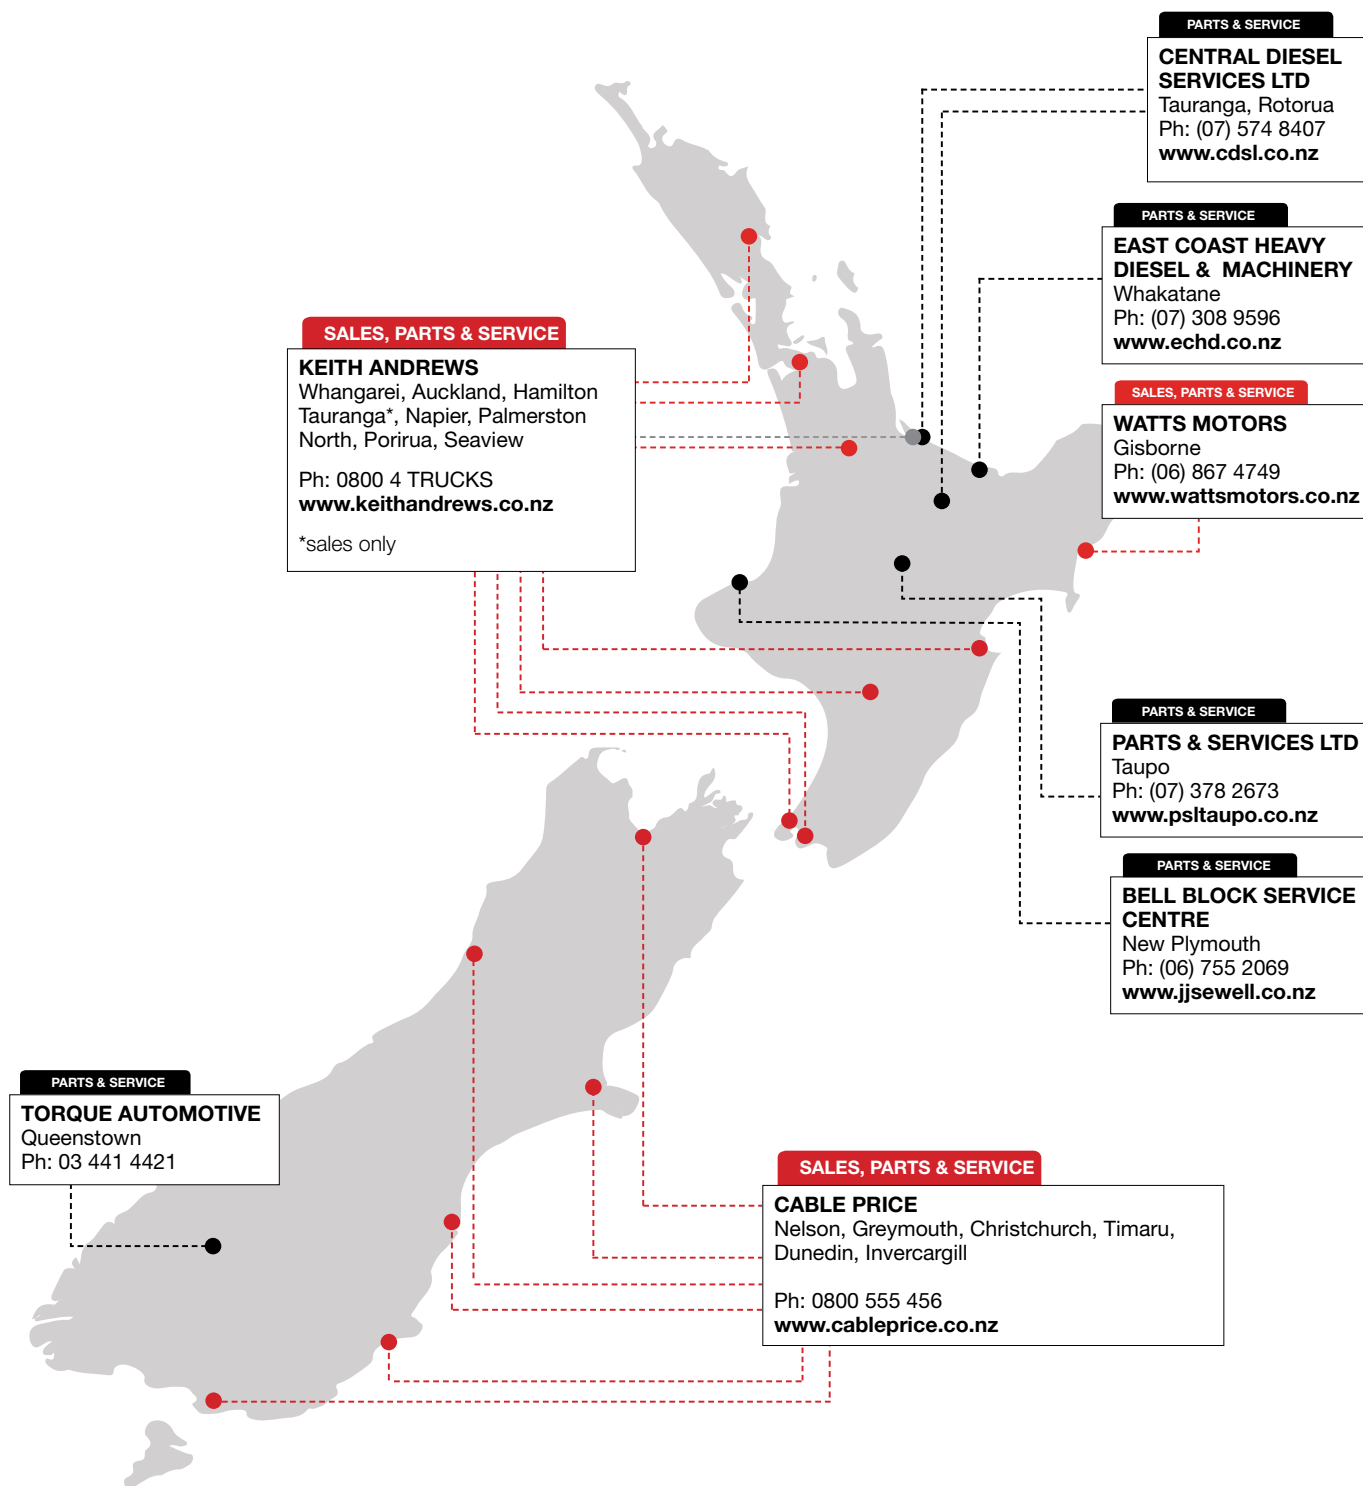 PARTS & SERVICE
CENTRAL DIESEL
SERVICES LTD
Tauranga, Rotorua
Ph: (07) 574 8407
www.cdsl.co.nz
PARTS & SERVICE
EAST COAST HEAVY
DIESEL & MACHINERY
Whakatane
Ph: (07) 308 9596
www.echd.co.nz
SALES, PARTS & SERVICE
KEITH ANDREWS
Whangarei, Auckland, Hamilton
Tauranga*, Napier, Palmerston
North, Porirua, Seaview
Ph: 0800 4 TRUCKS
www.keithandrews.co.nz
*sales only
SALES, PARTS & SERVICE
WATTS MOTORS
Gisborne
Ph: (06) 867 4749
www.wattsmotors.co.nz
PARTS & SERVICE
PARTS & SERVICES LTD
Taupo
Ph: (07) 378 2673
www.psltaupo.co.nz
PARTS & SERVICE
BELL BLOCK SERVICE
CENTRE
New Plymouth
Ph: (06) 755 2069
www.jjsewell.co.nz
PARTS & SERVICE
TORQUE AUTOMOTIVE
Queenstown
Ph: 03 441 4421
SALES, PARTS & SERVICE
CABLE PRICE
Nelson, Greymouth, Christchurch, Timaru,
Dunedin, Invercargill
Ph: 0800 555 456
www.cableprice.co.nz